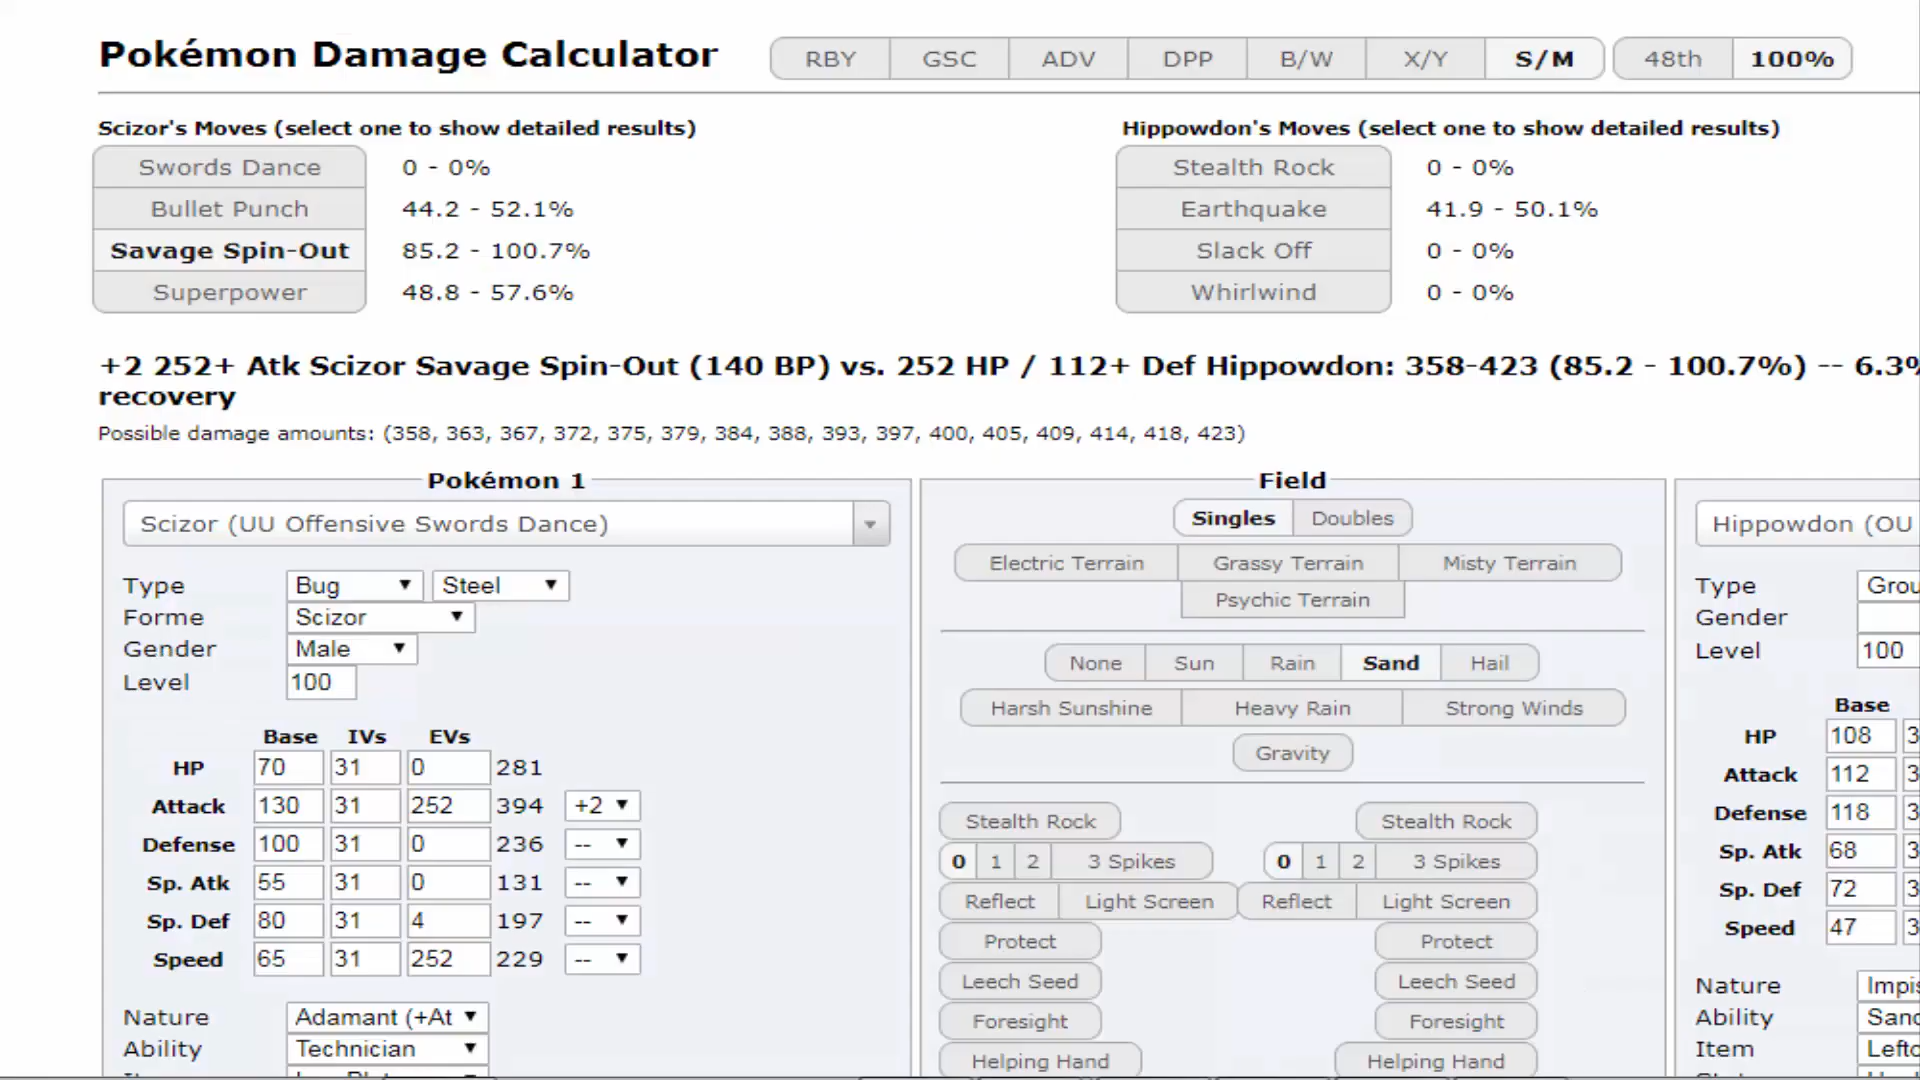 Pokémon Damage Calculator RBY GSC ADV DPP B/W X/Y S/M 48th 100%
Scizor's Moves (select one to show detailed results) Hippowdon's Moves (select one to show detailed results)
Swords Dance 0 - 0% Stealth Rock 0 - 0%
Bullet Punch 44.2 - 52.1% Earthquake 41.9 - 50.1%
Savage Spin-Out 85.2 - 100.7% Slack Off 0 - 0%
Superpower 48.8 - 57.6% Whirlwind 0 - 0%
+2 252+ Atk Scizor Savage Spin-Out (140 BP) vs. 252 HP / 112+ Def Hippowdon: 358-423 (85.2 - 100.7%) -- 6.3%
recovery
Possible damage amounts: (358, 363, 367, 372, 375, 379, 384, 388, 393, 397, 400, 405, 409, 414, 418, 423)
Pokémon 1
Scizor (UU Offensive Swords Dance)
Type Bug Steel
Forme Scizor
Gender Male
Level 100
Base IVs EVs
HP 70 31 0 281
Attack 130 31 252 394 +2
Defense 100 31 0 236 --
Sp. Atk 55 31 0 131 --
Sp. Def 80 31 4 197 --
Speed 65 31 252 229 --
Nature Adamant (+At
Ability Technician
Field
Singles Doubles
Electric Terrain Grassy Terrain Misty Terrain
Psychic Terrain
None Sun Rain Sand Hail
Harsh Sunshine Heavy Rain Strong Winds
Gravity
Stealth Rock Stealth Rock
0 1 2 3 Spikes 0 1 2 3 Spikes
Reflect Light Screen Reflect Light Screen
Protect Protect
Leech Seed Leech Seed
Foresight Foresight
Helping Hand Helping Hand
Hippowdon (OU
Type Grou
Gender
Level 100
Base
HP 108 3
Attack 112 3
Defense 118 3
Sp. Atk 68 3
Sp. Def 72 3
Speed 47 3
Nature Impis
Ability Sand
Item Lefto